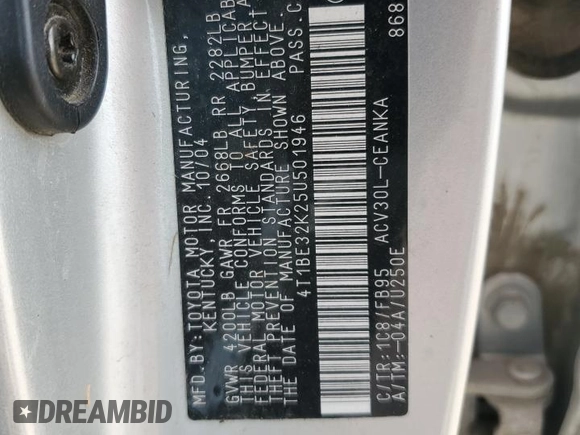 MFD.BY:TOYOTA MOTOR MANUFACTURING,
KENTUCKY, INC. 10/04
GVWR 4200LB GAWR FR 2668LB RR 2282LB
THIS VEHICLE CONFORMS TO ALL APPLICAB
FEDERAL MOTOR VEHICLE SAFETY, BUMPER, A
THEFT PREVENTION STANDARDS IN EFFECT
THE DATE OF MANUFACTURE SHOWN ABOVE.
4T1BE32K25U501946 PASS.C
C/TR:1C8/FB95 ACV30L-CEANKA
A/TM:-04A/U250E 868
DREAMBID